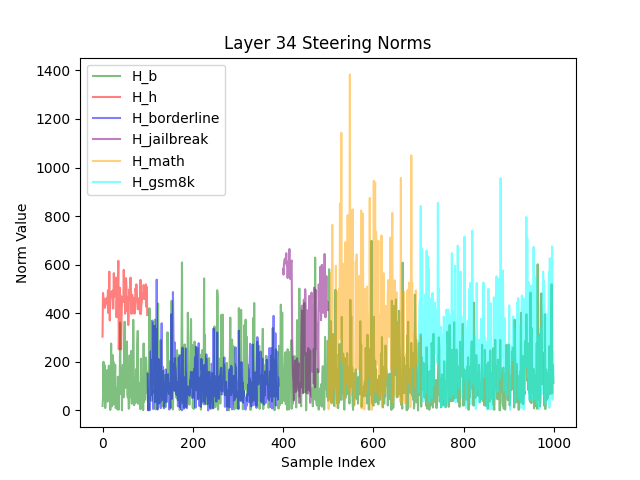 Layer 34 Steering Norms
H_b
H_h
H_borderline
H_jailbreak
H_math
H_gsm8k
Norm Value
1400
1200
1000
800
600
400
200
0
0 200 400 600 800 1000
Sample Index